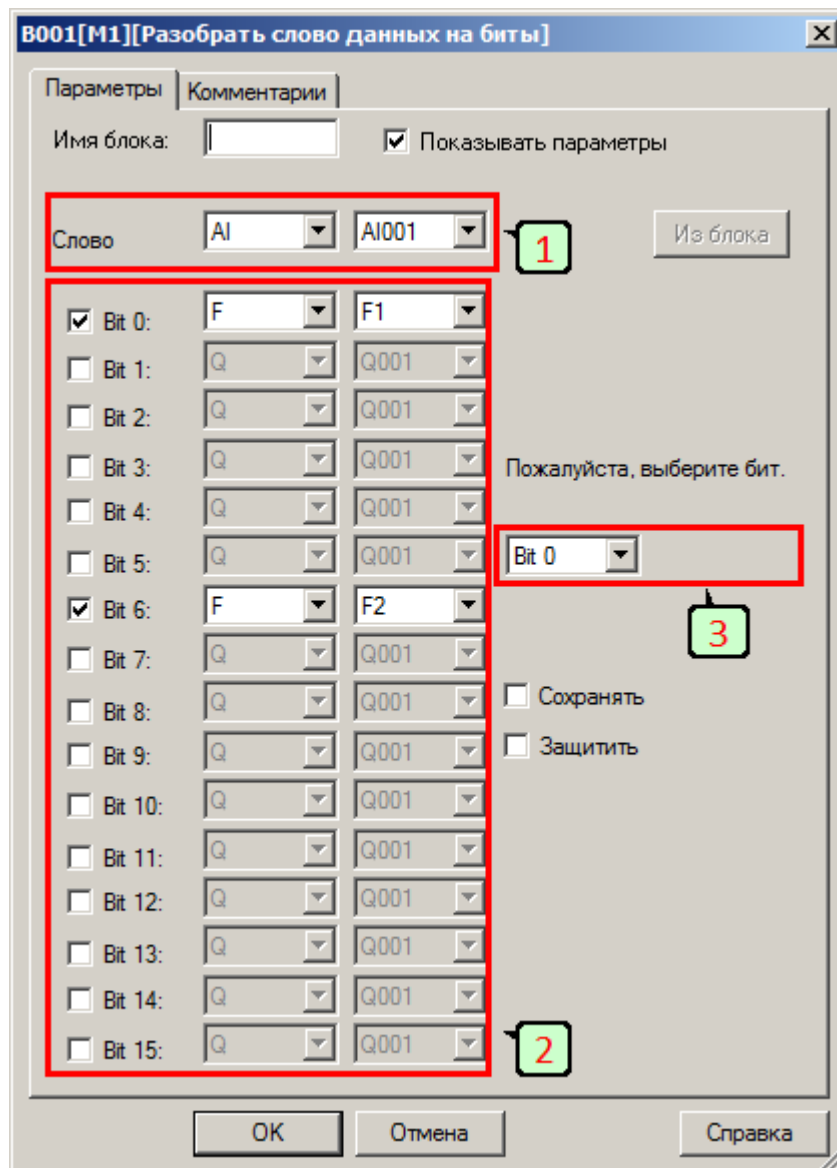 B001[M1][Разобрать слово данных на биты]
Параметры Комментарии
Имя блока: Показывать параметры
Слово AI AI001 1 Из блока
Bit 0: F F1
Bit 1: Q Q001
Bit 2: Q Q001
Bit 3: Q Q001 Пожалуйста, выберите бит.
Bit 4: Q Q001
Bit 5: Q Q001 Bit 0
Bit 6: F F2 3
Bit 7: Q Q001
Bit 8: Q Q001 Сохранять
Bit 9: Q Q001 Защитить
Bit 10: Q Q001
Bit 11: Q Q001
Bit 12: Q Q001
Bit 13: Q Q001
Bit 14: Q Q001
Bit 15: Q Q001 2
OK Отмена Справка